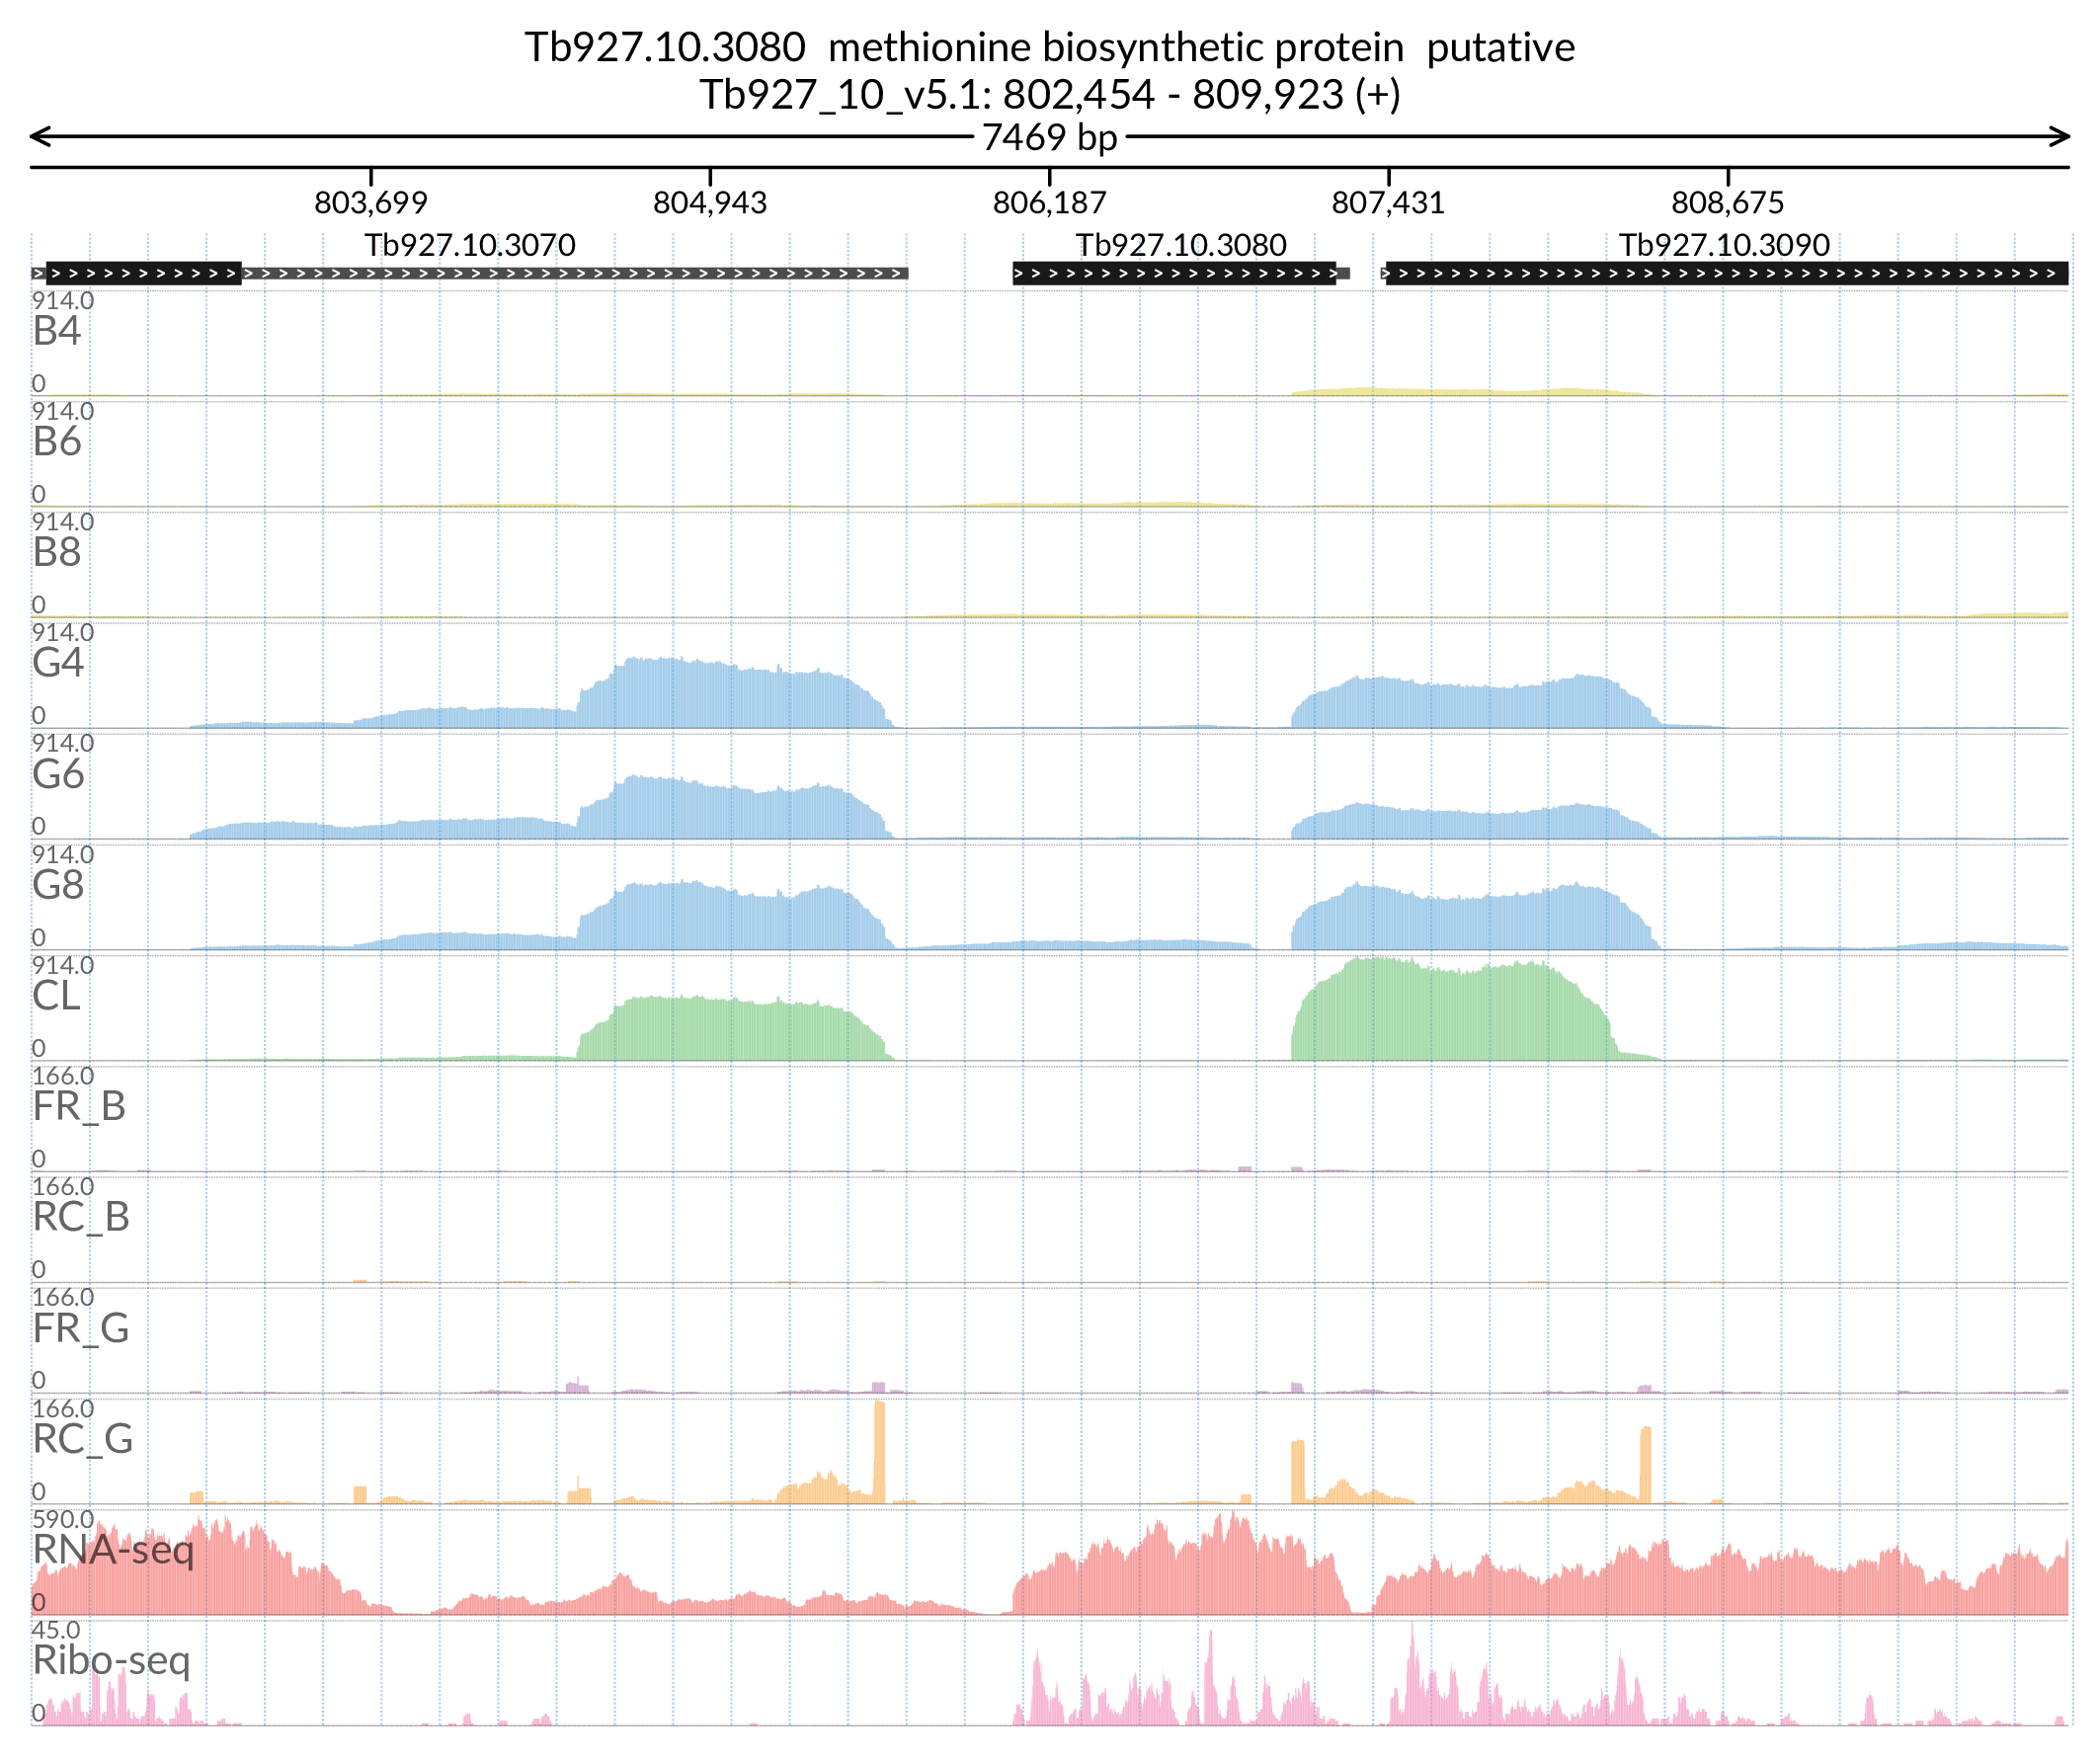 Tb927.10.3080 methionine biosynthetic protein putative
Tb927_10_v5.1: 802,454 - 809,923 (+)
7469 bp
803,699 804,943 806,187 807,431 808,675
Tb927.10.3070 Tb927.10.3080 Tb927.10.3090
914.0
B4
0
914.0
B6
0
914.0
B8
0
914.0
G4
0
914.0
G6
0
914.0
G8
0
914.0
CL
0
166.0
FR_B
0
166.0
RC_B
0
166.0
FR_G
0
166.0
RC_G
0
590.0
RNA-seq
0
45.0
Ribo-seq
0